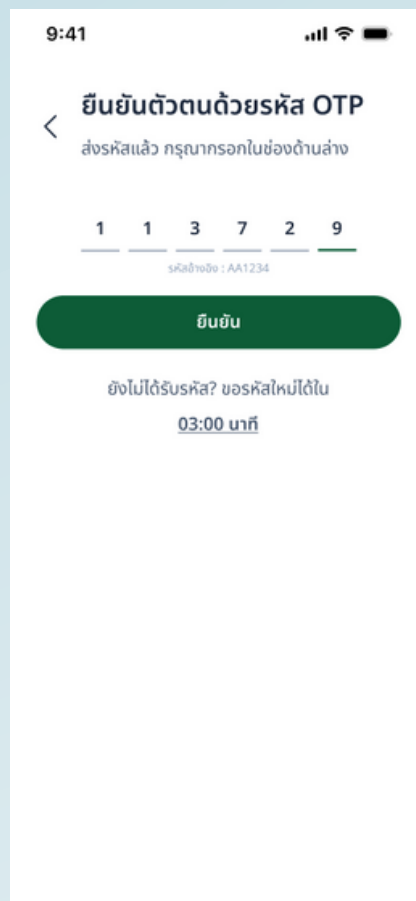 9:41
ยืนยันตัวตนด้วยรหัส OTP
ส่งรหัสแล้ว กรุณากรอกในช่องด้านล่าง
1 1 3 7 2 9
รหัสอ้างอิง : AA1234
ยืนยัน
ยังไม่ได้รับรหัส? ขอรหัสใหม่ได้ใน
03:00 นาที